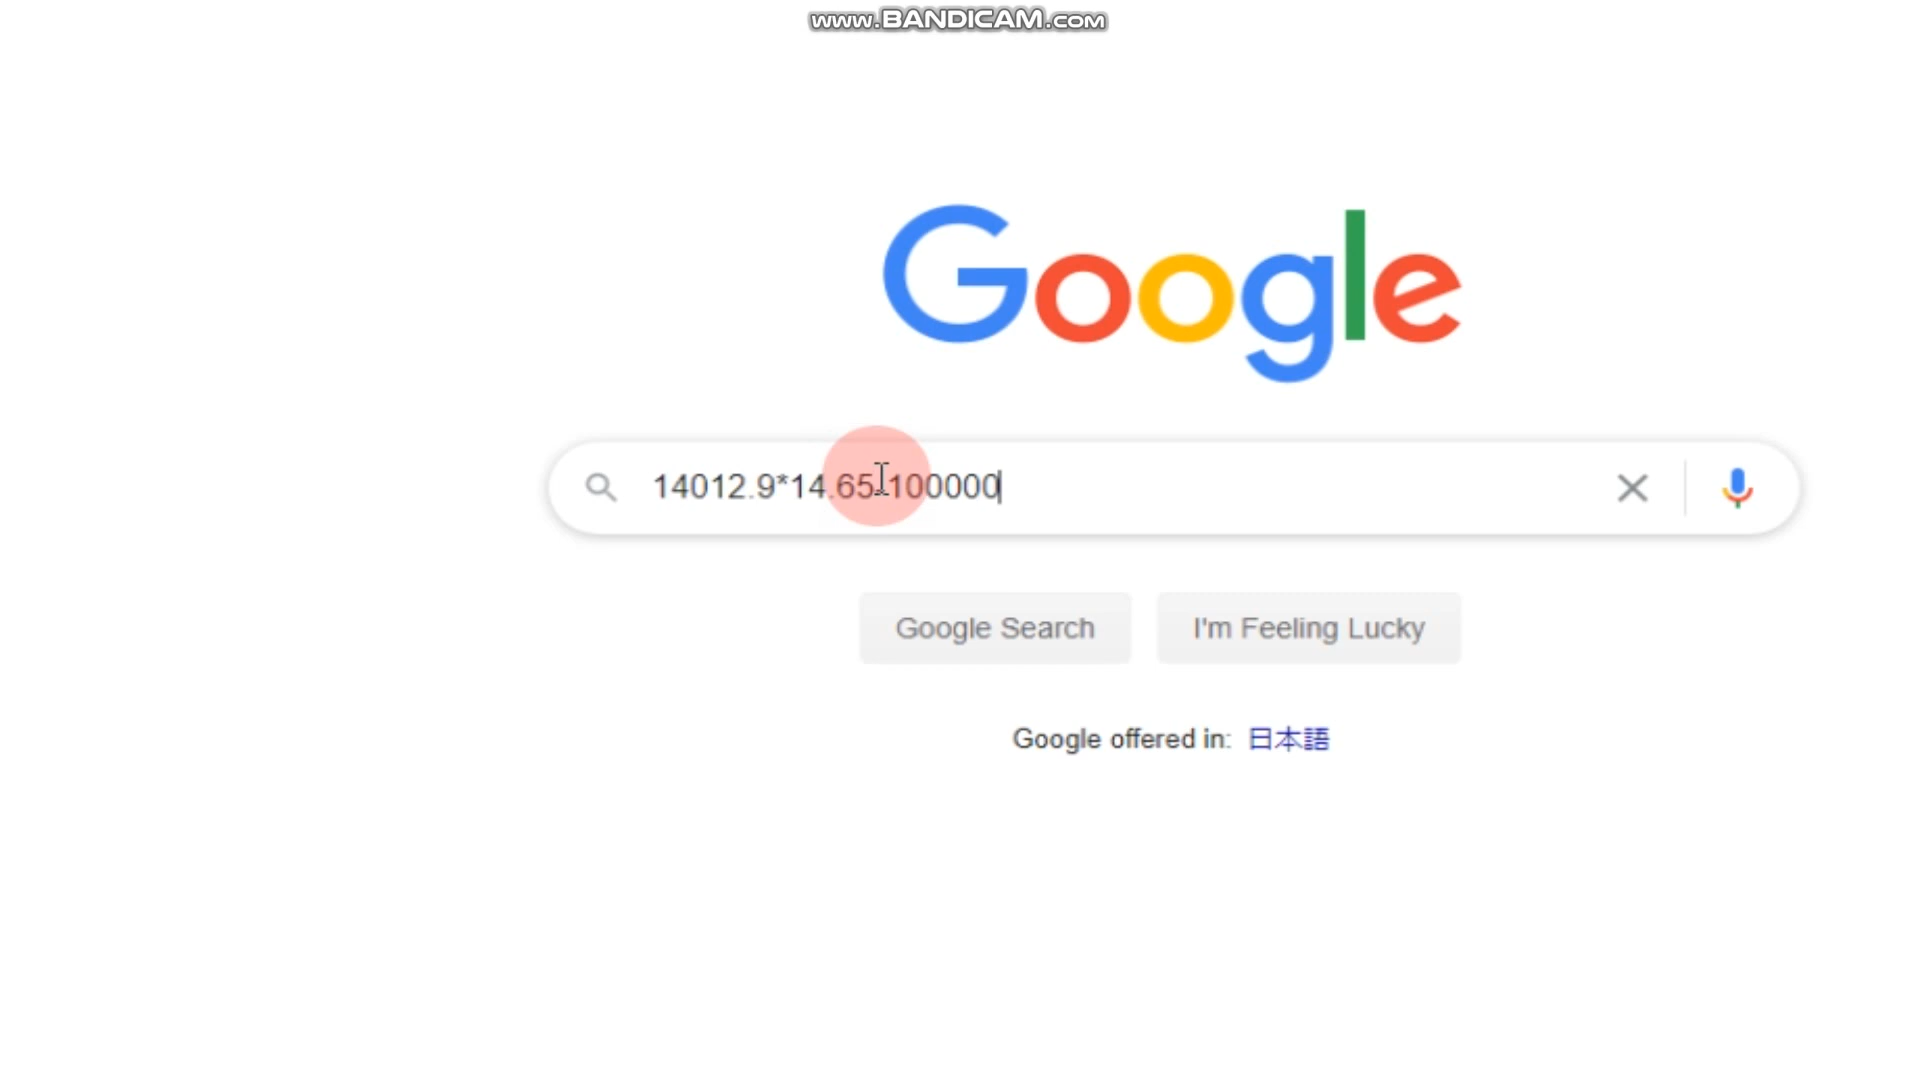 www.BANDICAM.com
Google
14012.9*14.65/100000
Google Search
I'm Feeling Lucky
Google offered in: 日本語